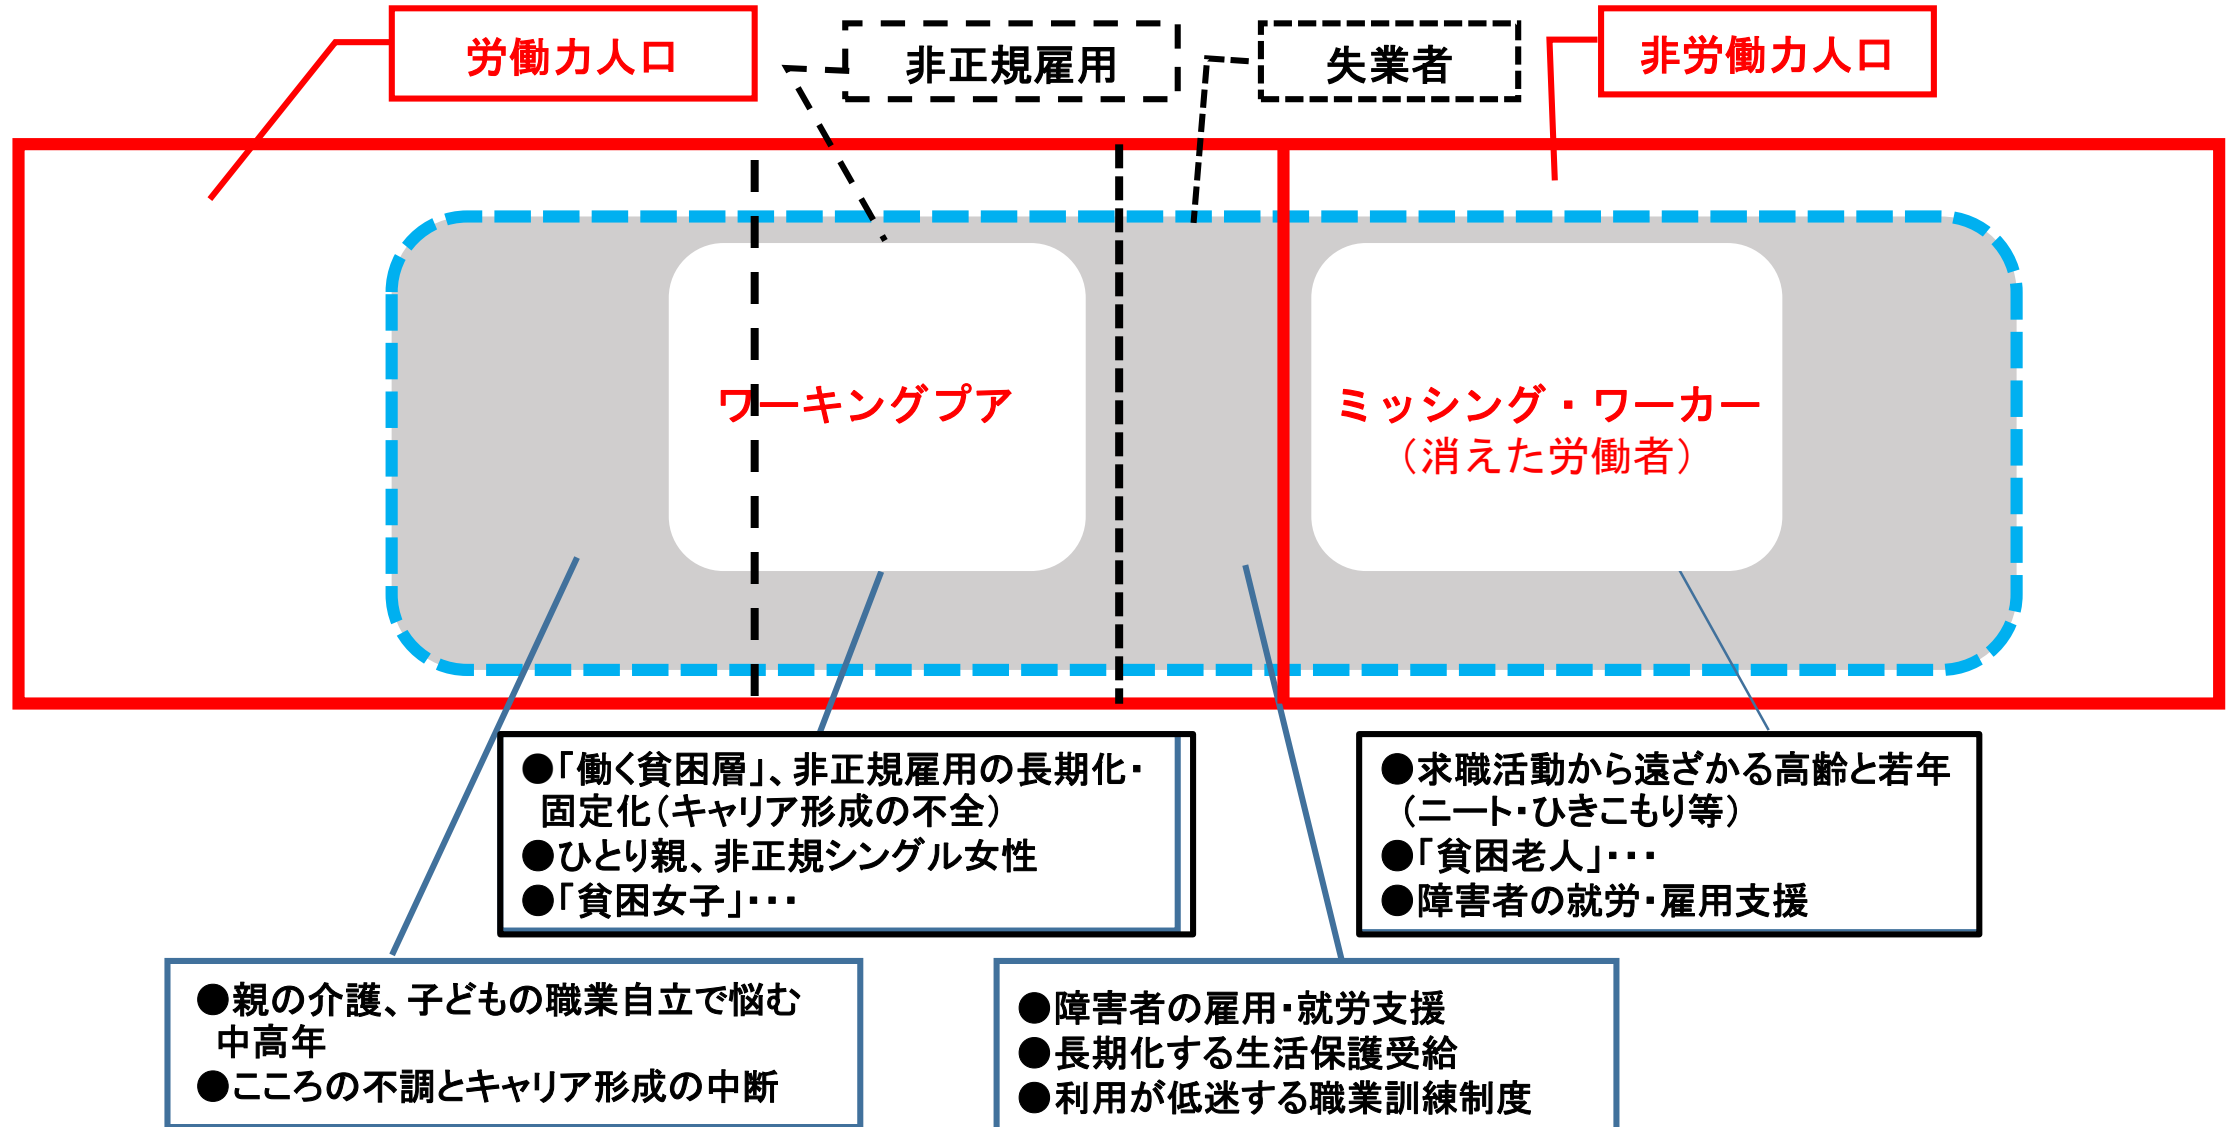 労働力人口
非正規雇用
失業者
非労働力人口
ワーキングプア
ミッシング・ワーカー
（消えた労働者）
●「働く貧困層」、非正規雇用の長期化・
固定化（キャリア形成の不全）
●ひとり親、非正規シングル女性
●「貧困女子」・・・
●求職活動から遠ざかる高齢と若年
（ニート・ひきこもり等）
●「貧困老人」・・・
●障害者の就労・雇用支援
●親の介護、子どもの職業自立で悩む
中高年
●こころの不調とキャリア形成の中断
●障害者の雇用・就労支援
●長期化する生活保護受給
●利用が低迷する職業訓練制度